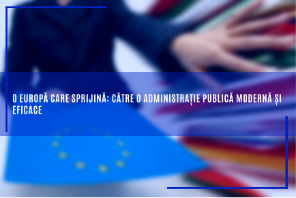 O EUROPĂ CARE SPRIJINĂ: CĂTRE O ADMINISTRAȚIE PUBLICĂ MODERNĂ ȘI
EFICACE